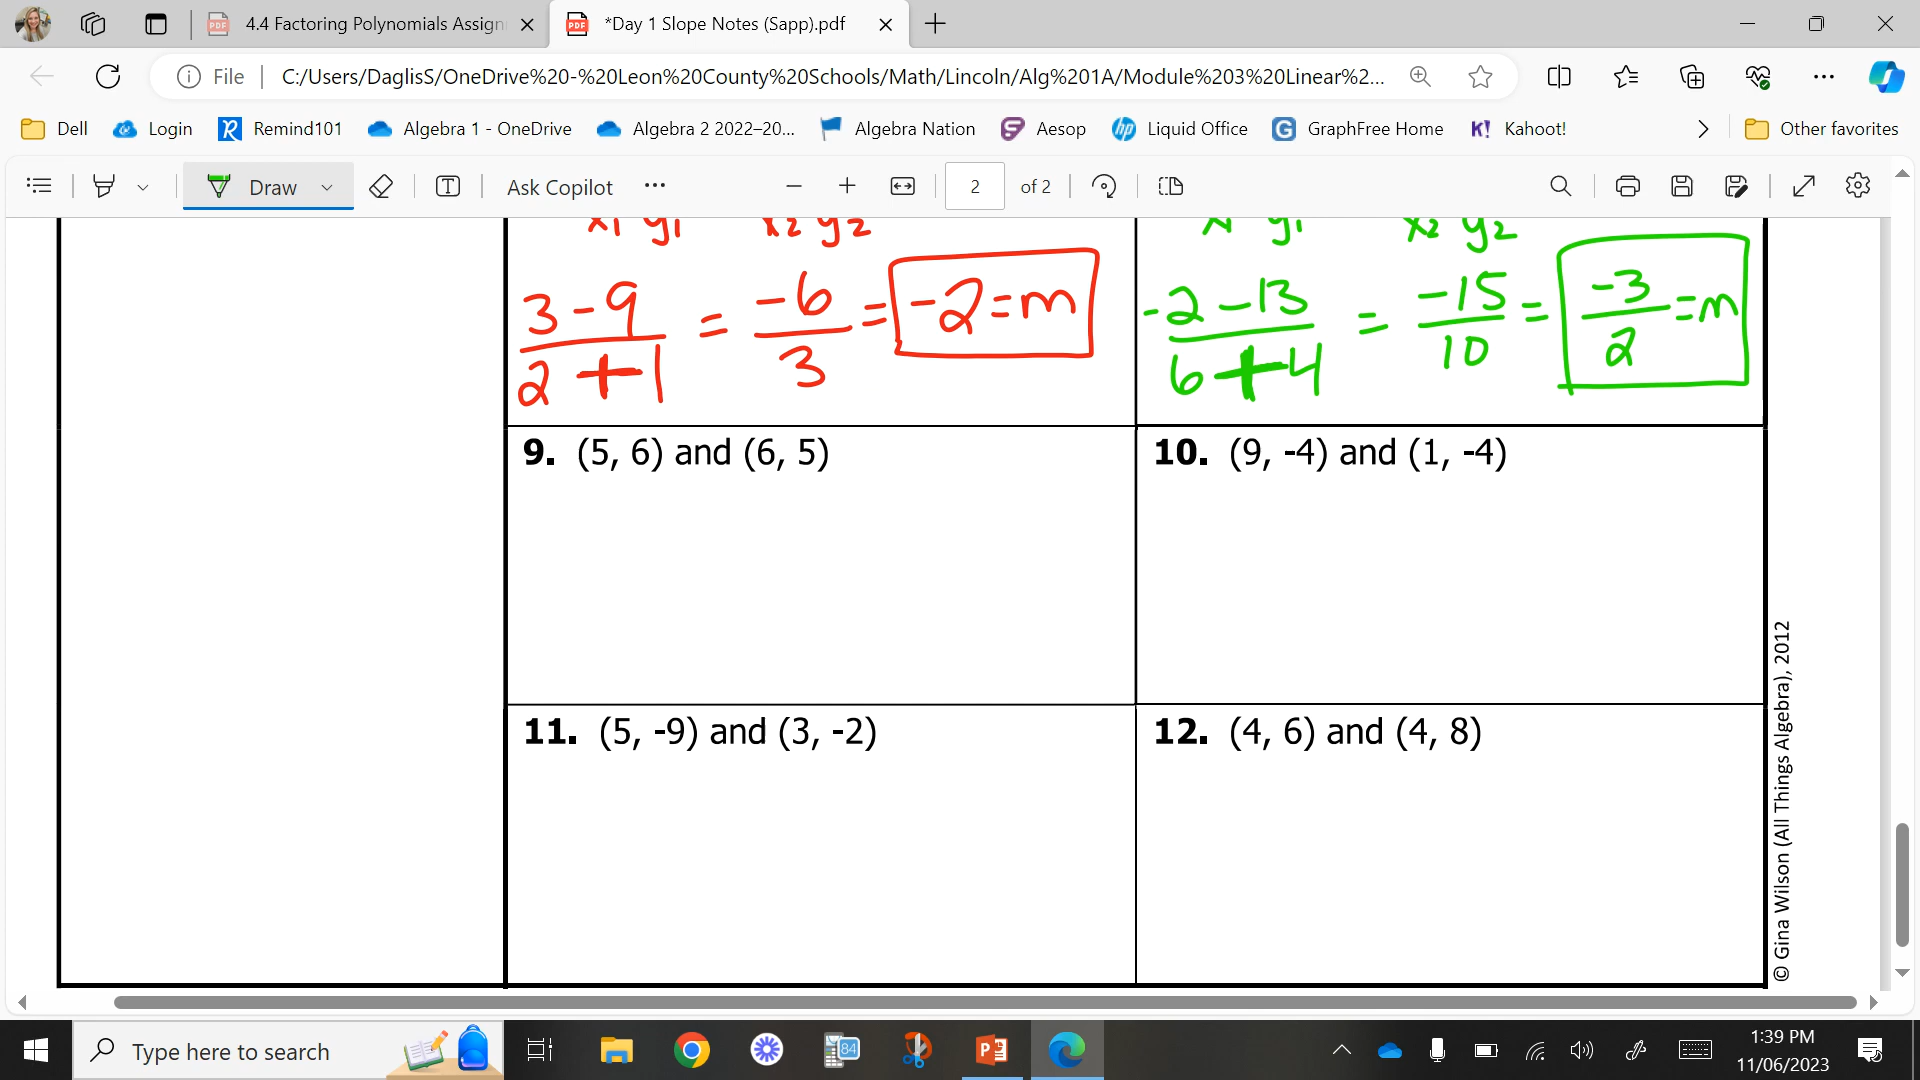 4.4 Factoring Polynomials Assign
*Day 1 Slope Notes (Sapp).pdf
File
C:/Users/DaglisS/OneDrive%20-%20Leon%20County%20Schools/Math/Lincoln/Alg%201A/Module%203%20Linear%2...
Dell
Login
Remind101
Algebra 1 - OneDrive
Algebra 2 2022–20...
Algebra Nation
Aesop
Liquid Office
GraphFree Home
Kahoot!
Other favorites
Draw
Ask Copilot
2
of 2
x1 y1 x2 y2
3 - 9 / 2 + 1 = -6 / 3 = -2 = m
x1 y1 x2 y2
-2 - 13 / 6 + 4 = -15 / 10 = -3 / 2 = m
9. (5, 6) and (6, 5)
10. (9, -4) and (1, -4)
11. (5, -9) and (3, -2)
12. (4, 6) and (4, 8)
© Gina Wilson (All Things Algebra), 2012
Type here to search
84
1:39 PM
11/06/2023